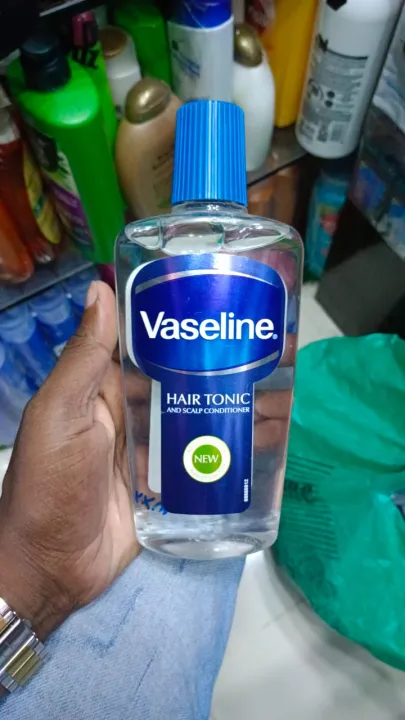 Vaseline®
HAIR TONIC
AND SCALP CONDITIONER
NEW